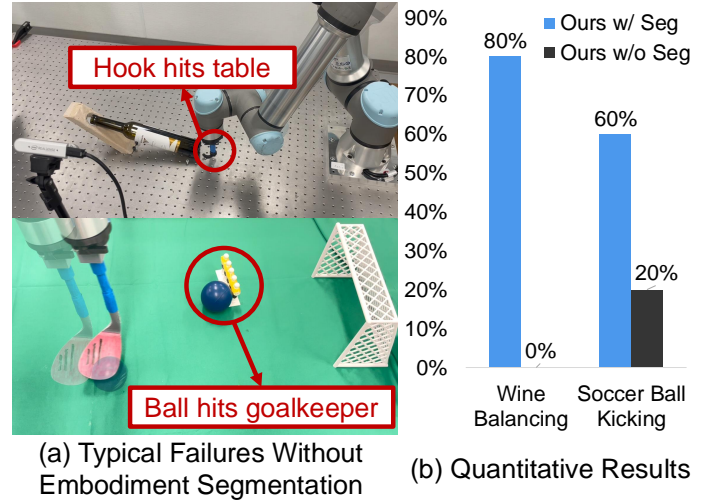 Hook hits table
Ball hits goalkeeper
(a) Typical Failures Without
Embodiment Segmentation
90%
80%
70%
60%
50%
40%
30%
20%
10%
0%
Ours w/ Seg
Ours w/o Seg
80%
0%
60%
20%
Wine
Balancing
Soccer Ball
Kicking
(b) Quantitative Results